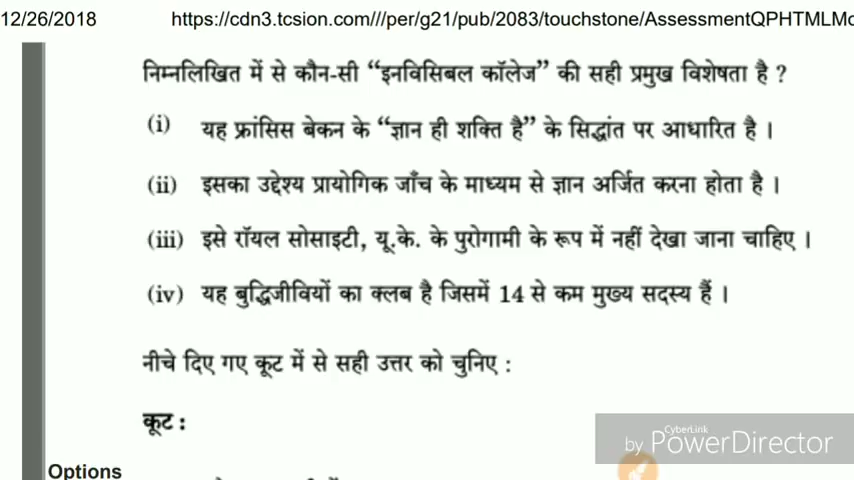 12/26/2018 https://cdn3.tcsion.com///per/g21/pub/2083/touchstone/AssessmentQPHTMLMo
निम्नलिखित में से कौन-सी “इनविसिबल कॉलेज” की सही प्रमुख विशेषता है ?
(i) यह फ्रांसिस बेकन के “ज्ञान ही शक्ति है” के सिद्धांत पर आधारित है ।
(ii) इसका उद्देश्य प्रायोगिक जाँच के माध्यम से ज्ञान अर्जित करना होता है ।
(iii) इसे रॉयल सोसाइटी, यू.के. के पुरोगामी के रूप में नहीं देखा जाना चाहिए ।
(iv) यह बुद्धिजीवियों का क्लब है जिसमें 14 से कम मुख्य सदस्य हैं ।
नीचे दिए गए कूट में से सही उत्तर को चुनिए :
कूट :
CyberLink
by PowerDirector
Options